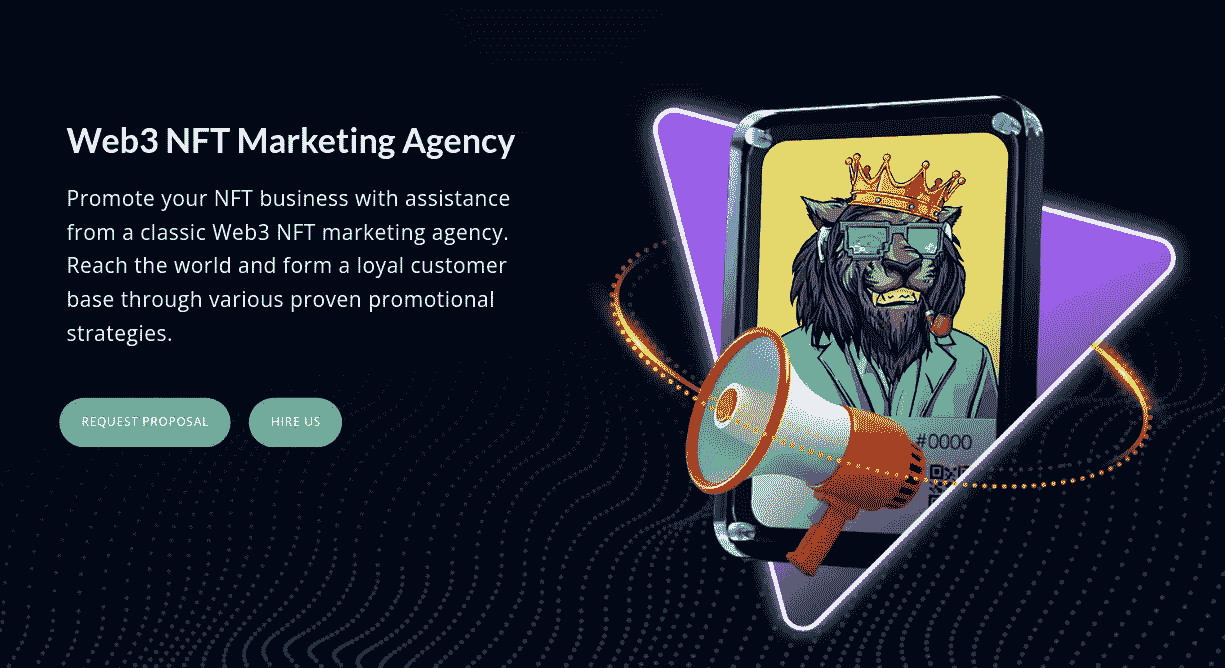 Web3 NFT Marketing Agency
Promote your NFT business with assistance
from a classic Web3 NFT marketing agency.
Reach the world and form a loyal customer
base through various proven promotional
strategies.
REQUEST PROPOSAL
HIRE US
#0000